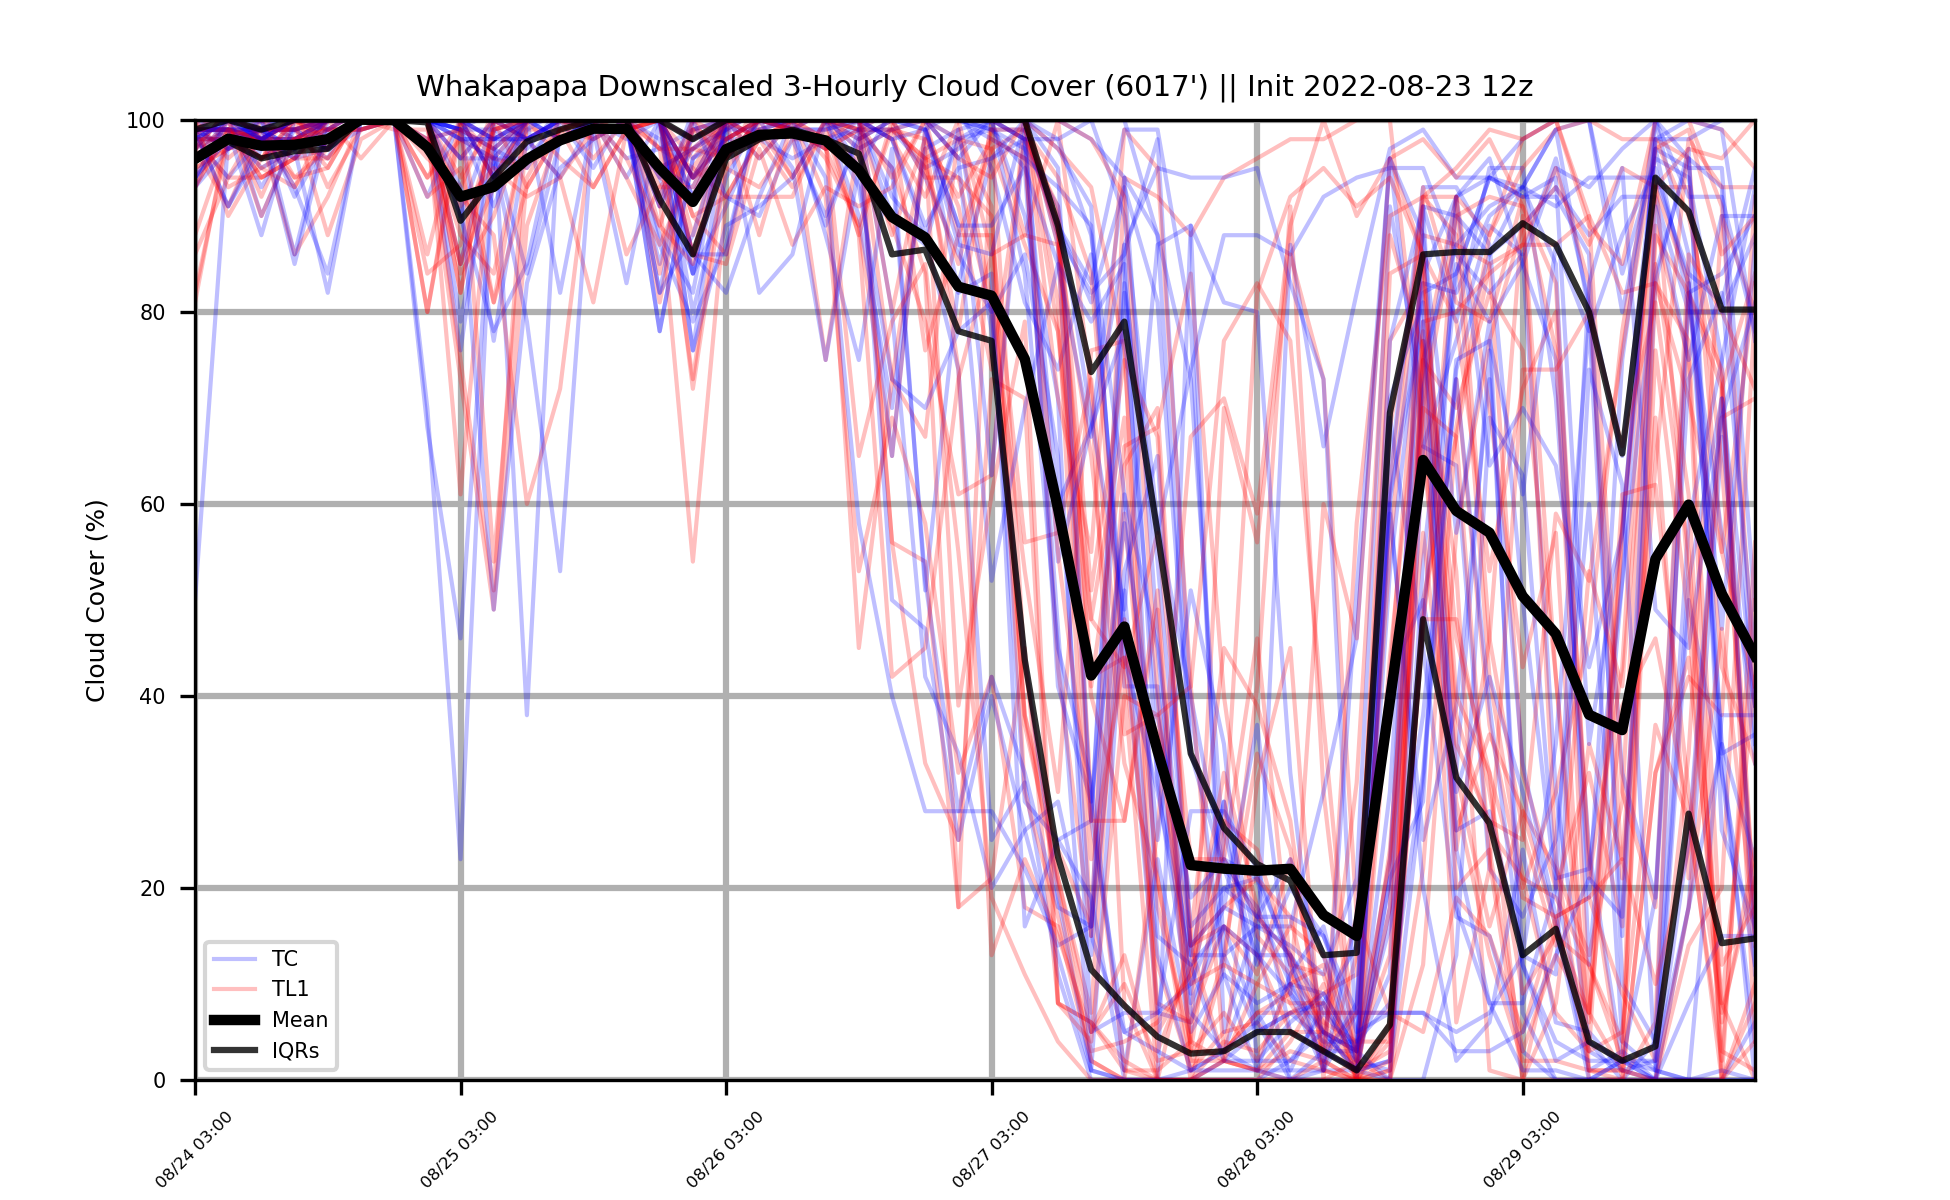 Whakapapa Downscaled 3-Hourly Cloud Cover (6017') || Init 2022-08-23 12z
Cloud Cover (%)
100
80
60
40
20
0
TC
TL1
Mean
IQRs
08/24 03:00
08/25 03:00
08/26 03:00
08/27 03:00
08/28 03:00
08/29 03:00